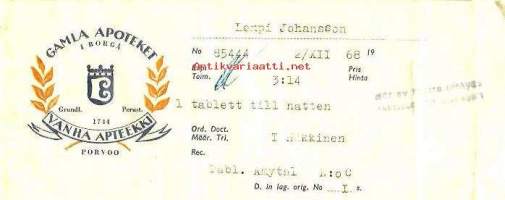 Lempi Johansson
GAMLA APOTEKET
I BORGÅ
Grundl. Perust.
1744
VANHA APTEEKKI
PORVOO
No 85444 2/XII 68 19
antikvariaatti.net
Toim. 3:14 Pris
Hinta
1 tablett till natten
Ord. Doct.
Määr. Tri. T
Rec.
Tabl. Amytal N:o C
D. in lag. orig. No I s.